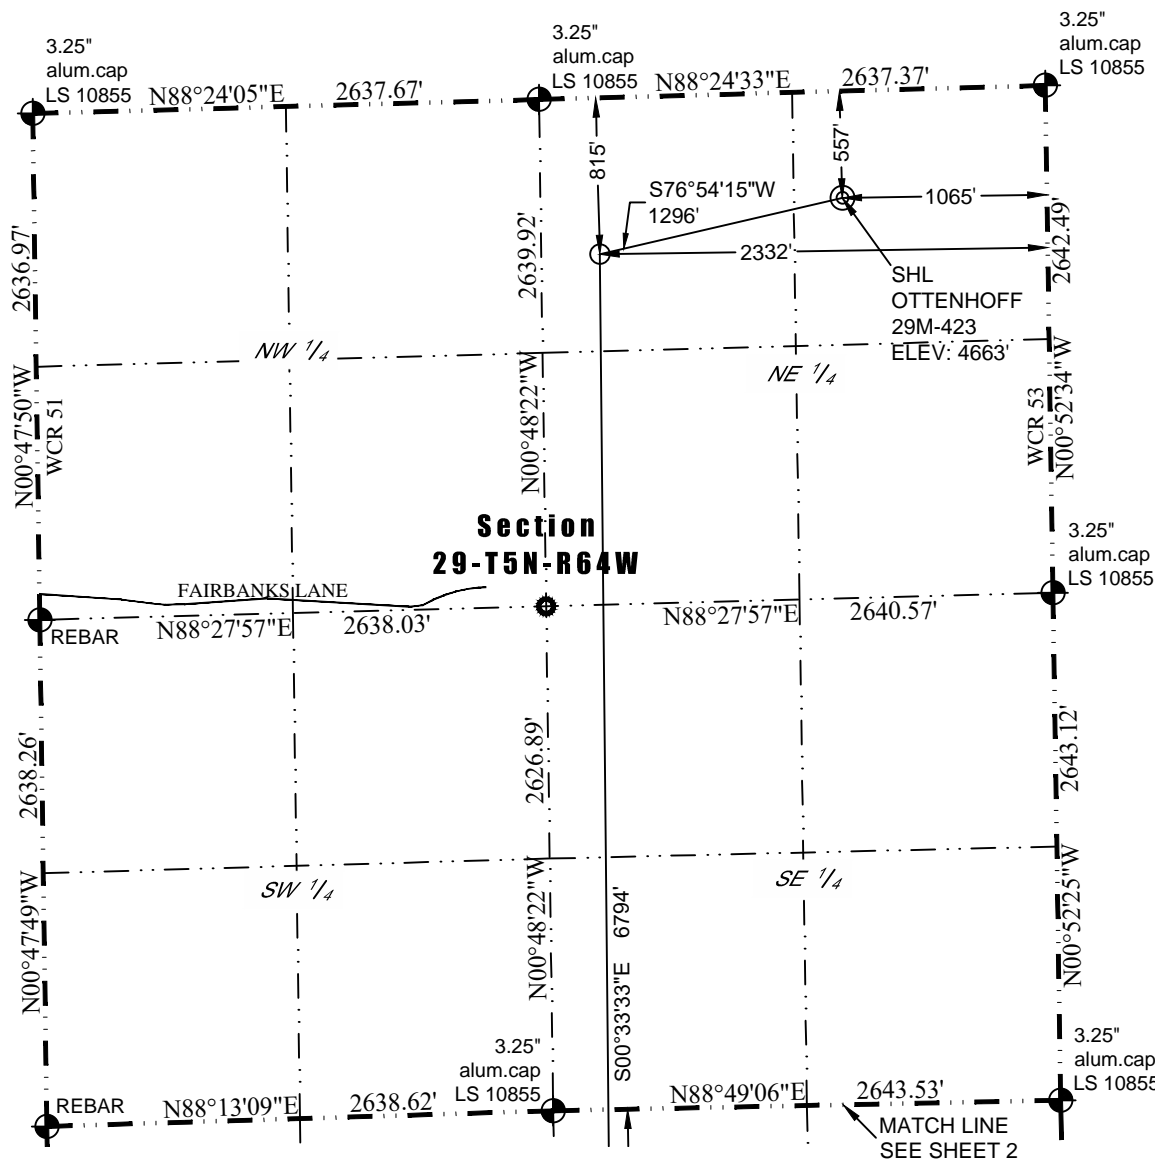 3.25"
alum.cap
LS 10855
3.25"
alum.cap
LS 10855
3.25"
alum.cap
LS 10855
N88°24'05"E 2637.67'
N88°24'33"E 2637.37'
815'
557'
S76°54'15"W
1296'
1065'
2332'
SHL
OTTENHOFF
29M-423
ELEV: 4663'
2636.97'
2639.92'
2642.49'
NW 1/4
NE 1/4
N00°47'50"W
WCR 51
N00°48'22"W
WCR 53
N00°52'34"W
Section
29-T5N-R64W
3.25"
alum.cap
LS 10855
FAIRBANKS LANE
REBAR
N88°27'57"E 2638.03'
N88°27'57"E 2640.57'
2638.26'
2626.89'
2643.12'
SW 1/4
SE 1/4
N00°47'49"W
N00°48'22"W
S00°33'33"E 6794'
N00°52'25"W
3.25"
alum.cap
LS 10855
3.25"
alum.cap
LS 10855
REBAR
N88°13'09"E 2638.62'
N88°49'06"E 2643.53'
MATCH LINE
SEE SHEET 2